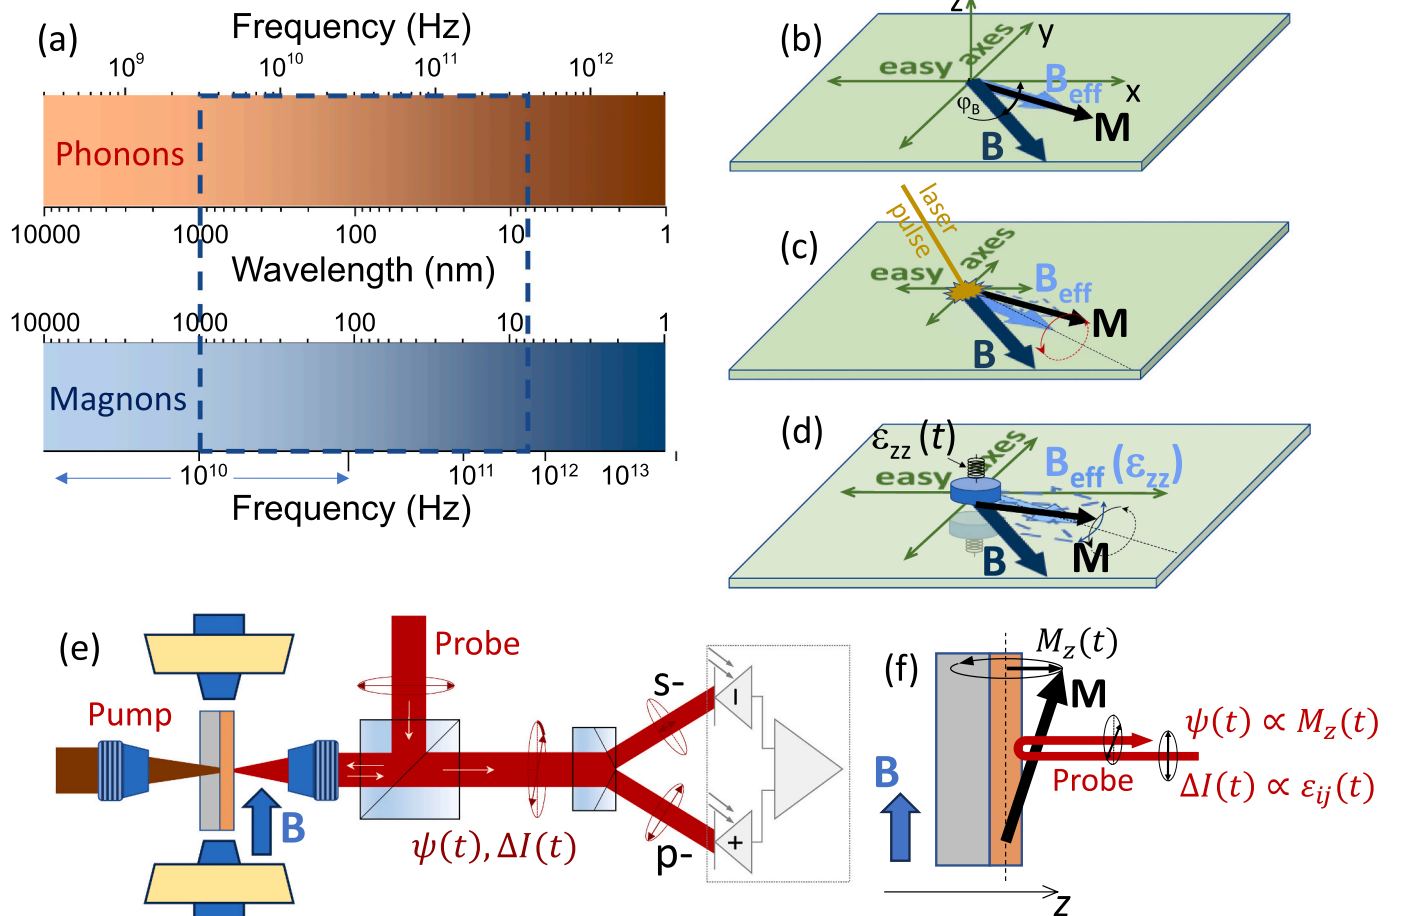 (a)
Frequency (Hz)
10⁹ 10¹⁰ 10¹¹ 10¹²
Phonons
10000 1000 100 10 1
Wavelength (nm)
10000 1000 100 10 1
Magnons
10¹⁰ 10¹¹ 10¹² 10¹³
Frequency (Hz)
(b)
z
y
easy axes
x
B_eff
φ_B
M
B
(c)
laser
pulse
easy axes
B_eff
M
B
(d)
ε_zz (t)
easy axes
B_eff (ε_zz)
M
B
(e)
Probe
Pump
B
ψ(t), ΔI(t)
s-
p-
−
+
(f)
M_z(t)
M
ψ(t) ∝ M_z(t)
Probe
ΔI(t) ∝ ε_ij(t)
B
z